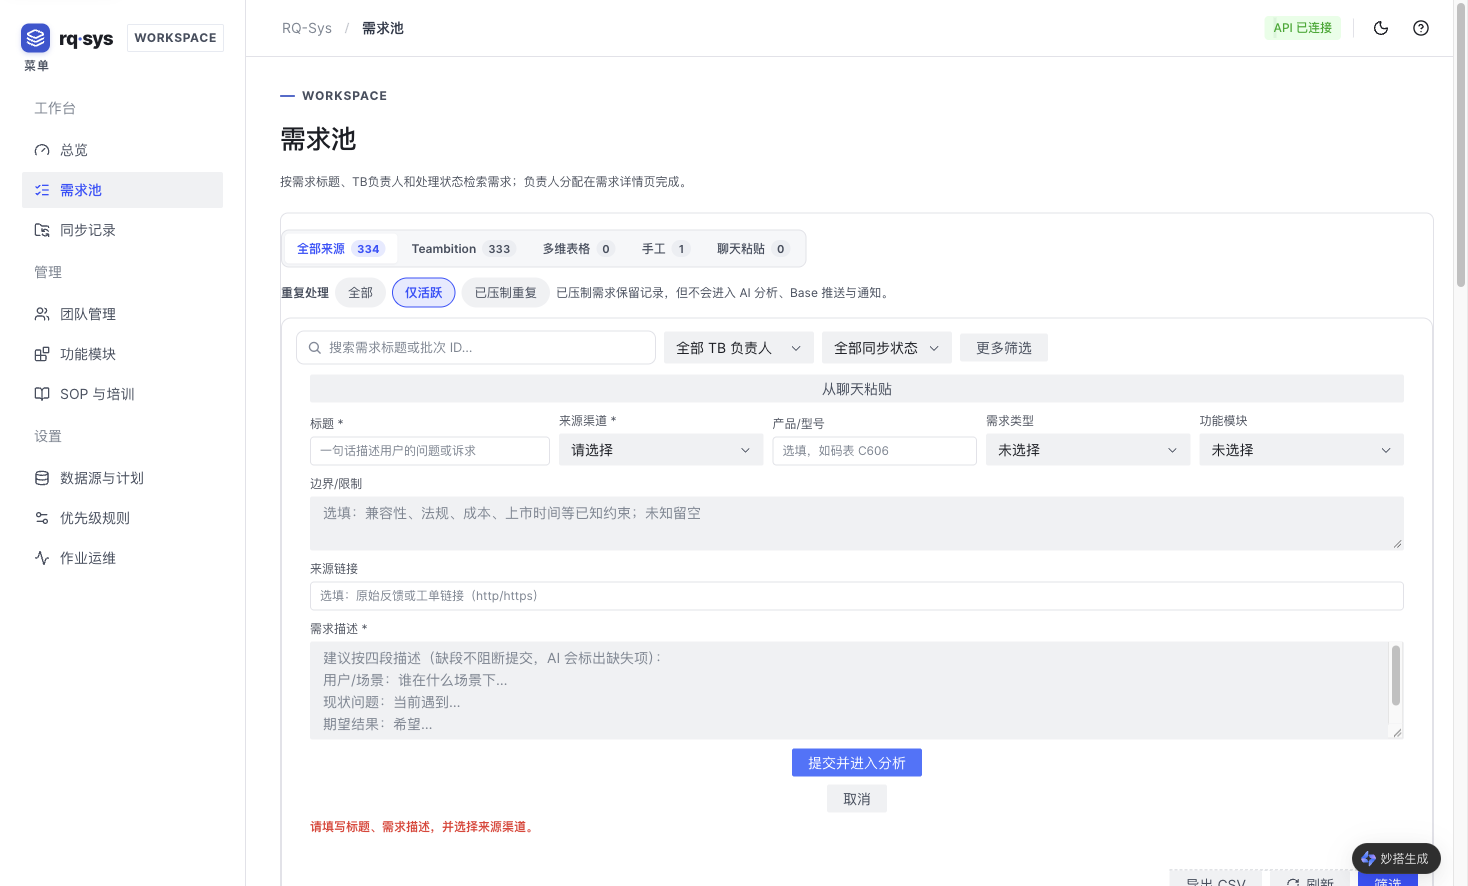 rq·sys WORKSPACE
菜单
工作台
总览
需求池
同步记录
管理
团队管理
功能模块
SOP 与培训
设置
数据源与计划
优先级规则
作业运维
RQ-Sys / 需求池
API 已连接
— WORKSPACE
需求池
按需求标题、TB负责人和处理状态检索需求；负责人分配在需求详情页完成。
全部来源 334 Teambition 333 多维表格 0 手工 1 聊天粘贴 0
重复处理 全部 仅活跃 已压制重复 已压制需求保留记录，但不会进入 AI 分析、Base 推送与通知。
搜索需求标题或批次 ID... 全部 TB 负责人 全部同步状态 更多筛选
从聊天粘贴
标题 * 来源渠道 * 产品/型号 需求类型 功能模块
一句话描述用户的问题或诉求 请选择 选填，如码表 C606 未选择 未选择
边界/限制
选填：兼容性、法规、成本、上市时间等已知约束；未知留空
来源链接
选填：原始反馈或工单链接（http/https）
需求描述 *
建议按四段描述（缺段不阻断提交，AI 会标出缺失项）：
用户/场景：谁在什么场景下...
现状问题：当前遇到...
期望结果：希望...
提交并进入分析
取消
请填写标题、需求描述，并选择来源渠道。
妙搭生成
导出 CSV 刷新 筛选